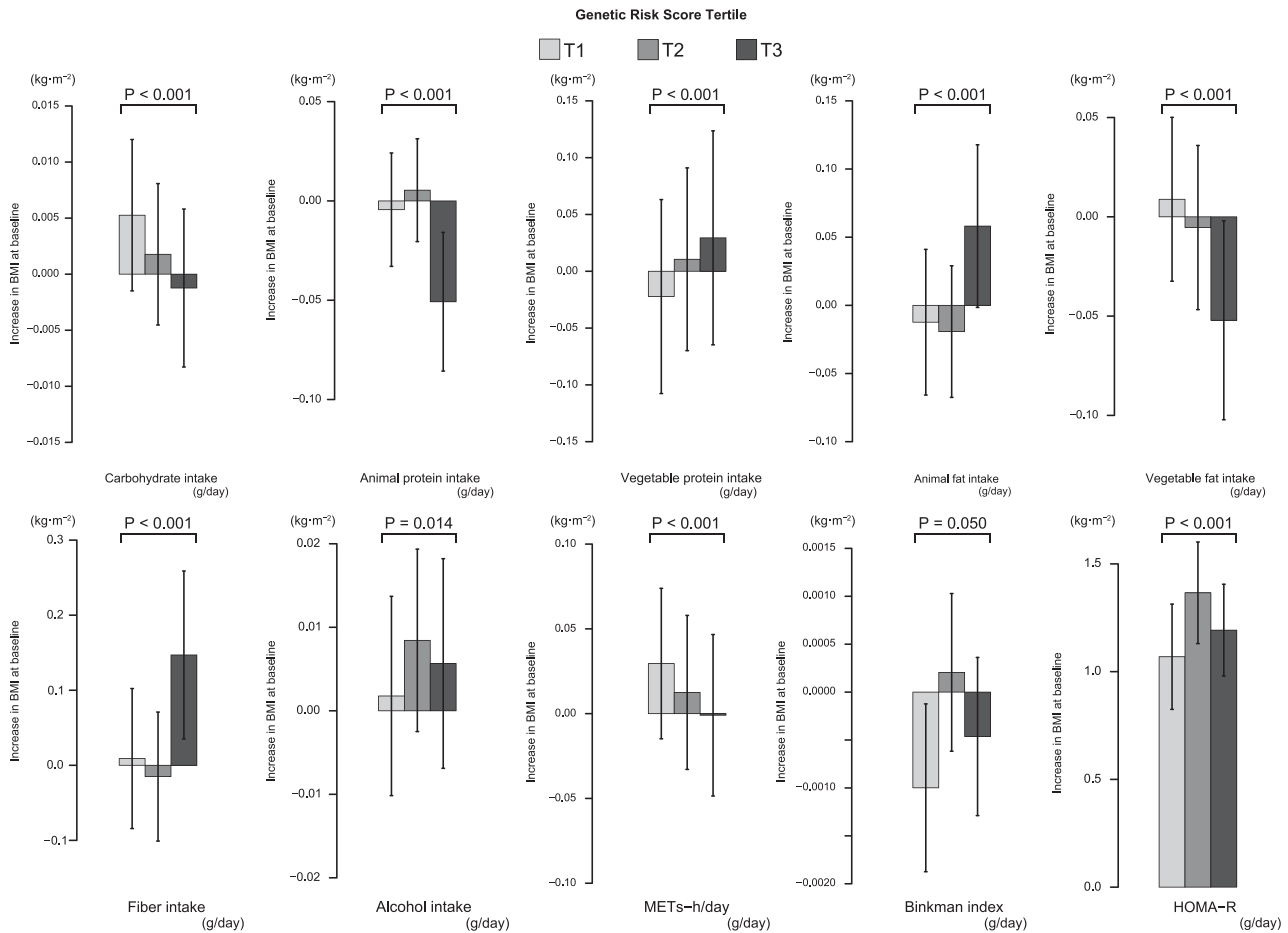 Genetic Risk Score Tertile
T1 T2 T3
(kg·m⁻²)
P < 0.001
0.015
0.010
0.005
0.000
−0.005
−0.010
−0.015
Increase in BMI at baseline
Carbohydrate intake
(g/day)
(kg·m⁻²)
P < 0.001
0.05
0.00
−0.05
−0.10
Increase in BMI at baseline
Animal protein intake
(g/day)
(kg·m⁻²)
P < 0.001
0.15
0.10
0.05
0.00
−0.05
−0.10
−0.15
Increase in BMI at baseline
Vegetable protein intake
(g/day)
(kg·m⁻²)
P < 0.001
0.15
0.10
0.05
0.00
−0.05
−0.10
Increase in BMI at baseline
Animal fat intake
(g/day)
(kg·m⁻²)
P < 0.001
0.05
0.00
−0.05
−0.10
Increase in BMI at baseline
Vegetable fat intake
(g/day)
(kg·m⁻²)
P < 0.001
0.3
0.2
0.1
0.0
−0.1
Increase in BMI at baseline
Fiber intake
(g/day)
(kg·m⁻²)
P = 0.014
0.02
0.01
0.00
−0.01
−0.02
Increase in BMI at baseline
Alcohol intake
(g/day)
(kg·m⁻²)
P < 0.001
0.10
0.05
0.00
−0.05
−0.10
Increase in BMI at baseline
METs−h/day
(g/day)
(kg·m⁻²)
P = 0.050
0.0015
0.0010
0.0005
0.0000
−0.0010
−0.0020
Increase in BMI at baseline
Binkman index
(g/day)
(kg·m⁻²)
P < 0.001
1.5
1.0
0.5
0.0
Increase in BMI at baseline
HOMA−R
(g/day)